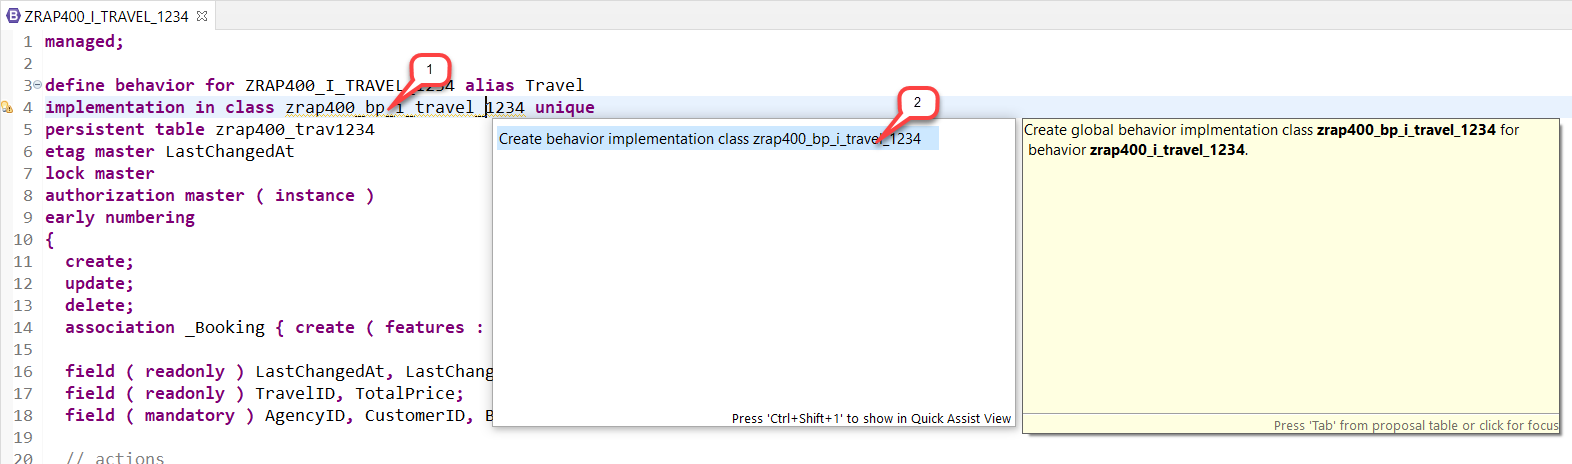 ZRAP400_I_TRAVEL_1234
1 managed;
2
3 define behavior for ZRAP400_I_TRAVEL_1234 alias Travel
4 implementation in class zrap400_bp_i_travel_1234 unique
5 persistent table zrap400_trav1234
6 etag master LastChangedAt
7 lock master
8 authorization master ( instance )
9 early numbering
10 {
11 create;
12 update;
13 delete;
14 association _Booking { create ( features :
15
16 field ( readonly ) LastChangedAt, LastChang
17 field ( readonly ) TravelID, TotalPrice;
18 field ( mandatory ) AgencyID, CustomerID, B
19
20 // actions
1
2
Create behavior implementation class zrap400_bp_i_travel_1234
Press 'Ctrl+Shift+1' to show in Quick Assist View
Create global behavior implmentation class zrap400_bp_i_travel_1234 for
behavior zrap400_i_travel_1234.
Press 'Tab' from proposal table or click for focus